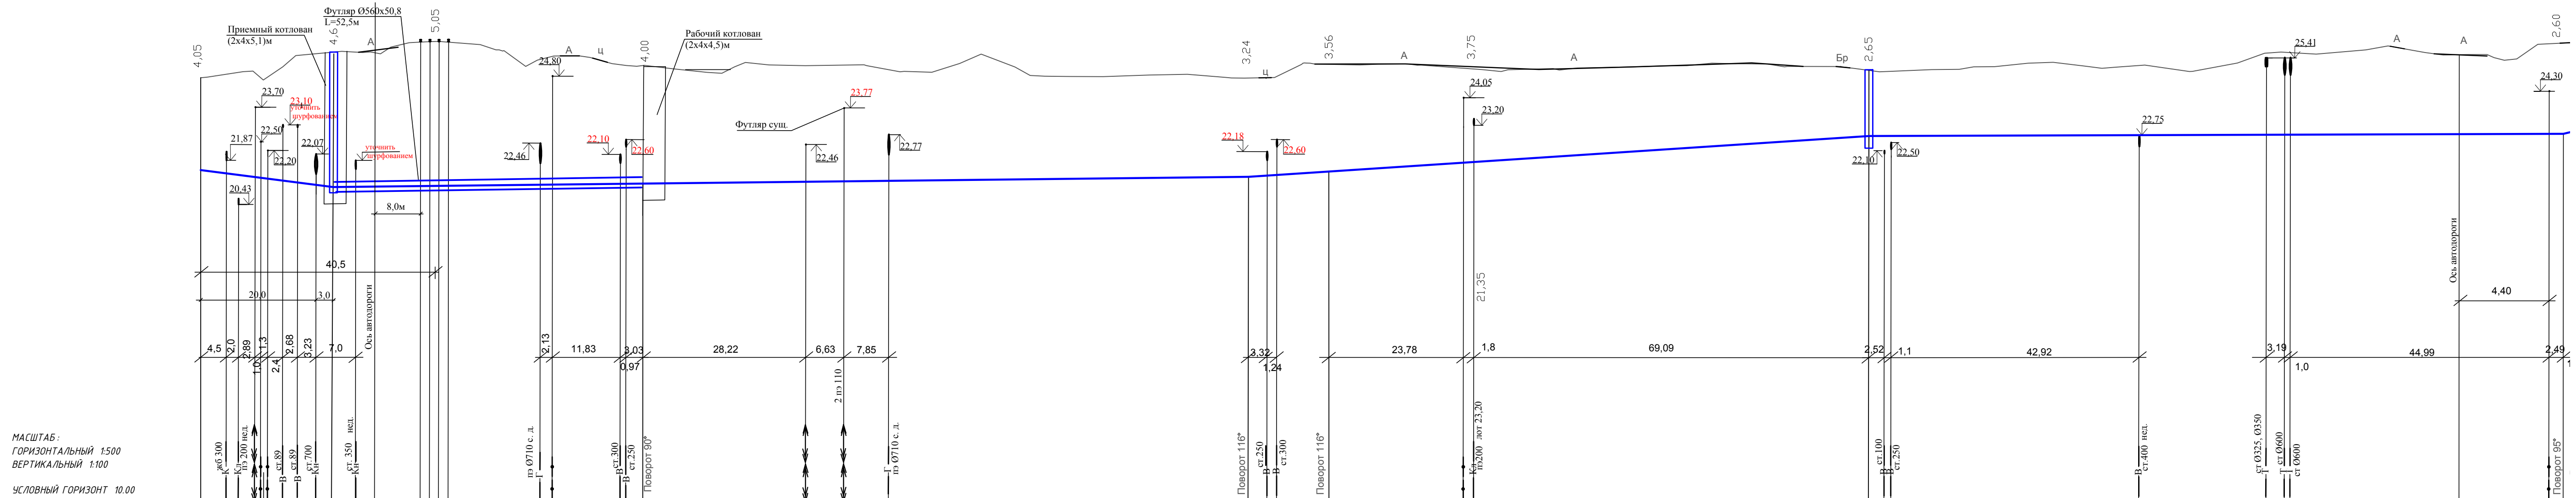 Футляр Ø560х50,8
L=52,5м
Приемный котлован
(2х4х5,1)м
4,05
4,6
А
5,05
А
ц
24,80
4,00
Рабочий котлован
(2х4х4,5)м
3,24
ц
3,56
А
3,75
А
Бр
2,65
25,41
А
А
2,60
23,70
23,10
уточнить
шурфованием
22,50
21,87
22,07
22,20
20,43
уточнить
шурфованием
22,46
22,10
22,60
Футляр сущ.
23,77
22,46
22,77
22,18
22,60
24,05
23,20
22,10
22,50
22,75
24,30
8,0м
40,5
20,0
3,0
Ось автодороги
21,35
Ось автодороги
4,40
4,5
2,0
2,89
1,0
1,3
2,4
2,68
3,23
7,0
2,13
11,83
3,03
0,97
28,22
6,63
7,85
3,32
1,24
23,78
1,8
69,09
2,52
1,1
42,92
3,19
1,0
44,99
2,49
МАСШТАБ:
ГОРИЗОНТАЛЬНЫЙ 1:500
ВЕРТИКАЛЬНЫЙ 1:100
УСЛОВНЫЙ ГОРИЗОНТ 10.00
жб 300
К
Кл
пэ 200 нед.
ст.89
В
ст.89
В
ст.700
Кн
ст. 350 нед.
Кн
пэ Ø710 с. д.
Г
ст.300
В
ст.250
В
Поворот 90°
2 пэ 110
Г
пэ Ø710 с. д.
Поворот 116°
ст.250
В
В
ст.300
Поворот 116°
Кл
пэ200 лот 23,20
ст.100
В
В
ст.250
В
ст.400 нед.
ст Ø325, Ø350
Т
ст Ø600
Т
Т
ст Ø600
Поворот 95°